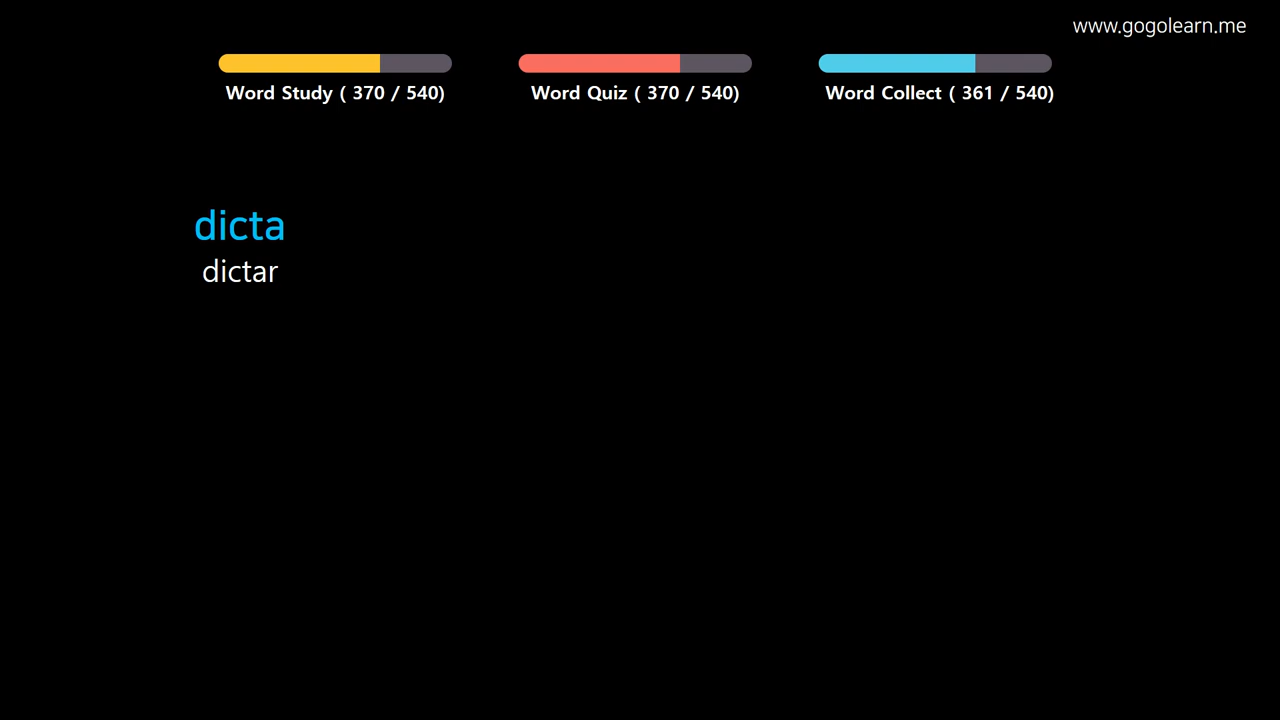 www.gogolearn.me
Word Study ( 370 / 540)
Word Quiz ( 370 / 540)
Word Collect ( 361 / 540)
dicta
dictar